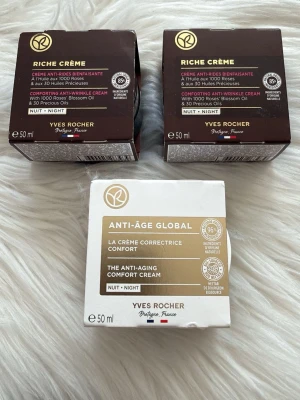 RICHE CRÈME
CRÈME ANTI-RIDES BIENFAISANTE
À l'Huile aux 1000 Roses
& aux 30 Huiles Précieuses
COMFORTING ANTI-WRINKLE CREAM
With 1000 Roses' Blossom Oil
& 30 Precious Oils
NUIT • NIGHT
YVES ROCHER
Bretagne, France
℮ 50 ml
RICHE CRÈME
CRÈME ANTI-RIDES BIENFAISANTE
À l'Huile aux 1000 Roses
& aux 30 Huiles Précieuses
COMFORTING ANTI-WRINKLE CREAM
With 1000 Roses' Blossom Oil
& 30 Precious Oils
NUIT • NIGHT
YVES ROCHER
Bretagne, France
℮ 50 ml
ANTI-ÂGE GLOBAL
LA CRÈME CORRECTRICE
CONFORT
THE ANTI-AGING
COMFORT CREAM
NUIT • NIGHT
YVES ROCHER
Bretagne, France
℮ 50 ml